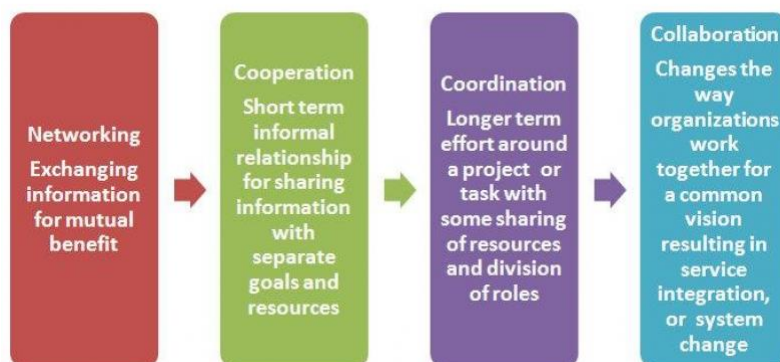 Networking
Exchanging
information
for mutual
benefit
Cooperation
Short term
informal
relationship
for sharing
information
with
separate
goals and
resources
Coordination
Longer term
effort around
a project or
task with
some sharing
of resources
and division
of roles
Collaboration
Changes the
way
organizations
work
together for
a common
vision
resulting in
service
integration,
or system
change